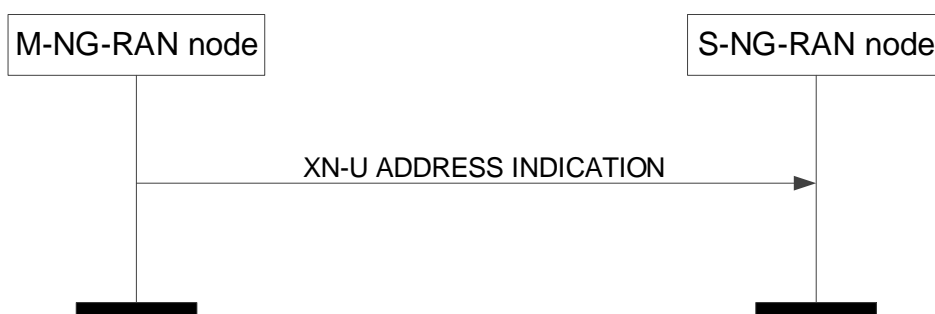 M-NG-RAN node
S-NG-RAN node
XN-U ADDRESS INDICATION